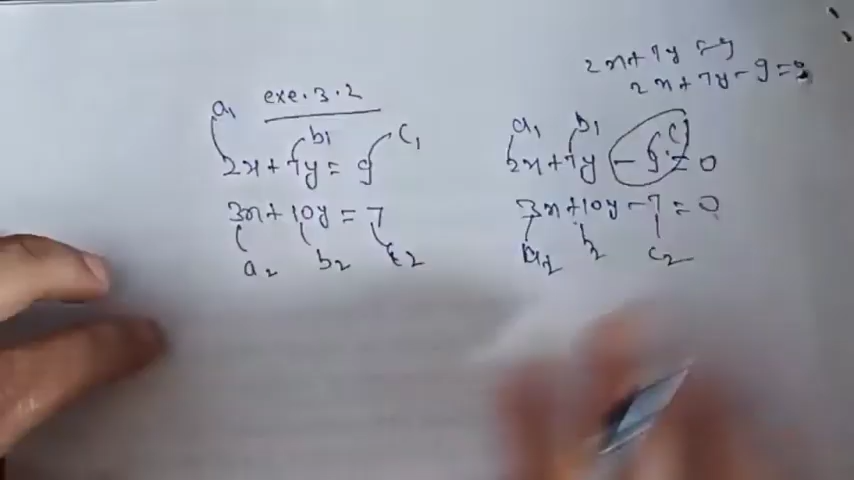 2x + 7y = 9
2x + 7y - 9 = 0
exe. 3.2
a₁ b₁ c₁
2x + 7y = 9
3x + 10y = 7
a₂ b₂ c₂
a₁ b₁ c₁
2x + 7y - 9 = 0
3x + 10y - 7 = 0
a₂ b₂ c₂